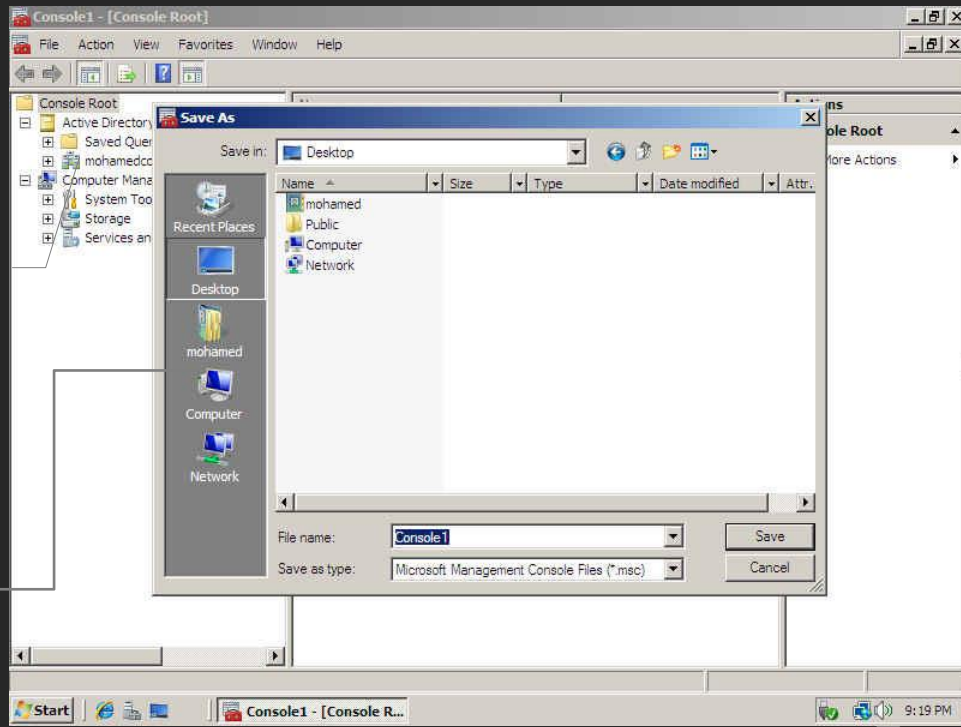 Console1 - [Console Root]
File Action View Favorites Window Help
Console Root
Active Directory
Saved Quer
mohamedcc
Computer Mana
System Too
Storage
Services an
Save As
Save in: Desktop
Name Size Type Date modified Attr.
mohamed
Public
Computer
Network
Recent Places
Desktop
mohamed
Computer
Network
File name: Console1
Save as type: Microsoft Management Console Files (*.msc)
Save
Cancel
ns
ole Root
More Actions
Start
Console1 - [Console R...
9:19 PM